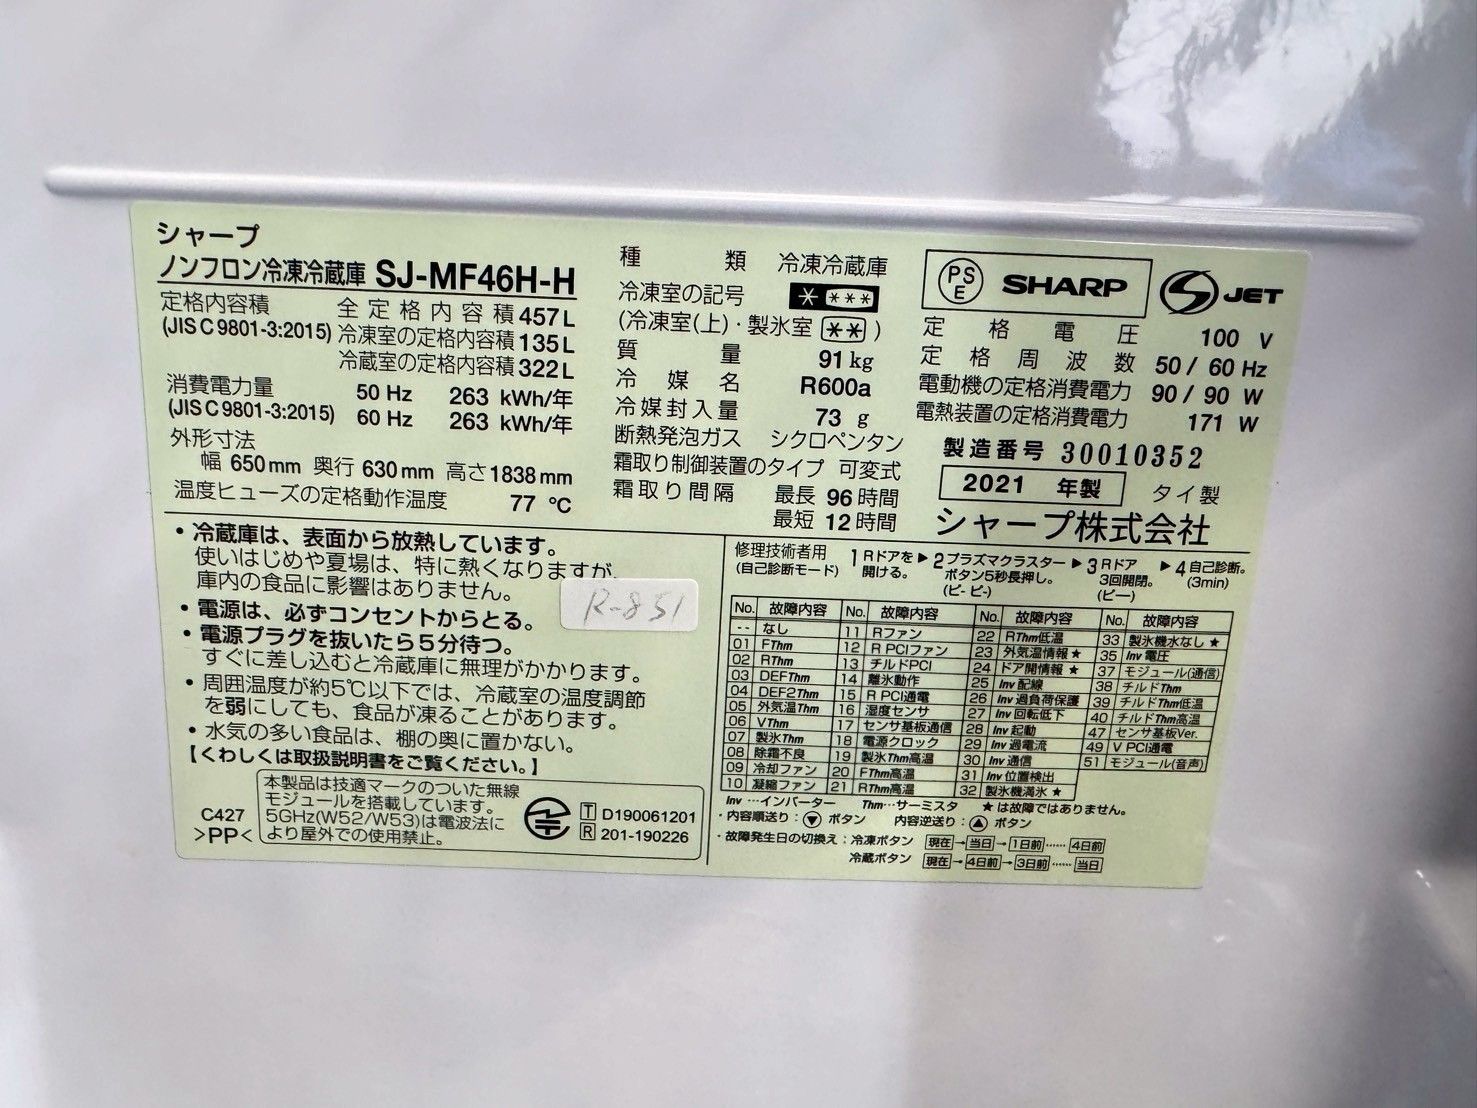 シャープ
ノンフロン冷凍冷蔵庫 SJ-MF46H-H
定格内容積 全定格内容積 457L
(JIS C 9801-3:2015) 冷凍室の定格内容積 135L
冷蔵室の定格内容積 322L
消費電力量 50 Hz 263 kWh/年
(JIS C 9801-3:2015) 60 Hz 263 kWh/年
外形寸法
幅 650mm 奥行 630mm 高さ 1838mm
温度ヒューズの定格動作温度 77 ℃
種類 冷凍冷蔵庫
冷凍室の記号 * ***
(冷凍室(上)・製氷室 ** )
質量 91kg
冷媒名 R600a
冷媒封入量 73 g
断熱発泡ガス シクロペンタン
霜取り制御装置のタイプ 可変式
霜取り間隔 最長 96 時間
最短 12 時間
PSE SHARP S JET
定格電圧 100 V
定格周波数 50 / 60 Hz
電動機の定格消費電力 90 / 90 W
電熱装置の定格消費電力 171 W
製造番号 30010352
2021 年製 タイ製
シャープ株式会社
・冷蔵庫は、表面から放熱しています。
使いはじめや夏場は、特に熱くなりますが、
庫内の食品に影響はありません。
・電源は、必ずコンセントからとる。
・電源プラグを抜いたら5分待つ。
すぐに差し込むと冷蔵庫に無理がかかります。
・周囲温度が約5℃以下では、冷蔵室の温度調節
を弱にしても、食品が凍ることがあります。
・水気の多い食品は、棚の奥に置かない。
【くわしくは取扱説明書をご覧ください。】
R-851
C427
>PP<
本製品は技適マークのついた無線
モジュールを搭載しています。
5GHz(W52/W53)は電波法に
より屋外での使用禁止。
T D190061201
R 201-190226
修理技術者用
(自己診断モード)
1 Rドアを開ける。 ▶ 2 プラズマクラスターボタン5秒長押し。(ピ-ピ-) ▶ 3 Rドア3回開閉。(ピー) ▶ 4 自己診断。(3min)
No. 故障内容 No. 故障内容 No. 故障内容 No. 故障内容
-- なし 11 Rファン 22 RThm低温 33 製氷機水なし★
01 FThm 12 R PCIファン 23 外気温情報★ 35 Inv 電圧
02 RThm 13 チルドPCI 24 ドア開情報★ 37 モジュール(通信)
03 DEFThm 14 離氷動作 25 Inv 配線 38 チルドThm
04 DEF2Thm 15 R PCI通電 26 Inv 過負荷保護 39 チルドThm低温
05 外気温Thm 16 湿度センサ 27 Inv 回転低下 40 チルドThm高温
06 VThm 17 センサ基板通信 28 Inv 起動 47 センサ基板Ver.
07 製氷Thm 18 電源クロック 29 Inv 過電流 49 V PCI通電
08 除霜不良 19 製氷Thm高温 30 Inv 通信 51 モジュール(音声)
09 冷却ファン 20 FThm高温 31 Inv 位置検出
10 凝縮ファン 21 RThm高温 32 製氷機満氷★
Inv …インバーター Thm…サーミスタ ★は故障ではありません。
・内容順送り：▽ボタン 内容逆送り：△ボタン
・故障発生日の切換え：冷凍ボタン 現在→当日→1日前……4日前
冷蔵ボタン 現在→4日前→3日前……当日